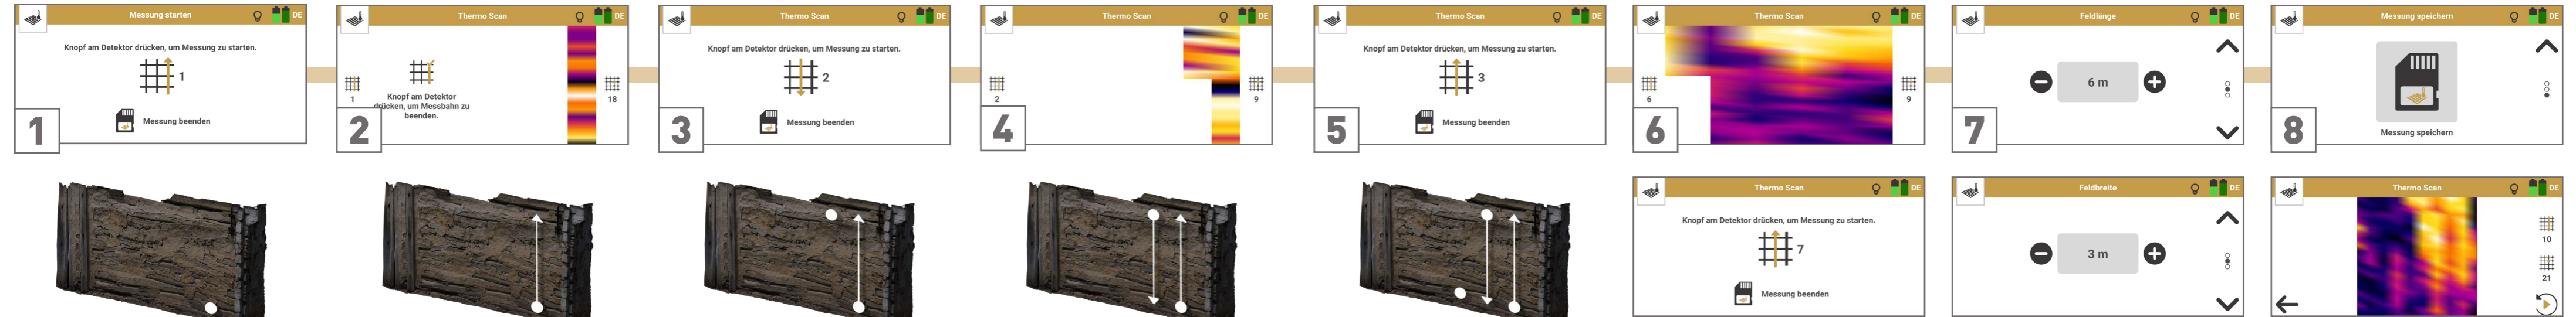 Messung starten
DE
Knopf am Detektor drücken, um Messung zu starten.
1
Messung beenden
1
Thermo Scan
DE
1
Knopf am Detektor
drücken, um Messbahn zu
beenden.
18
2
Thermo Scan
DE
Knopf am Detektor drücken, um Messung zu starten.
2
Messung beenden
3
Thermo Scan
DE
2
9
4
Thermo Scan
DE
Knopf am Detektor drücken, um Messung zu starten.
3
Messung beenden
5
Thermo Scan
DE
6
9
6
Feldlänge
DE
6 m
7
Messung speichern
DE
Messung speichern
8
Thermo Scan
DE
Knopf am Detektor drücken, um Messung zu starten.
7
Messung beenden
Feldbreite
DE
3 m
Thermo Scan
DE
10
21